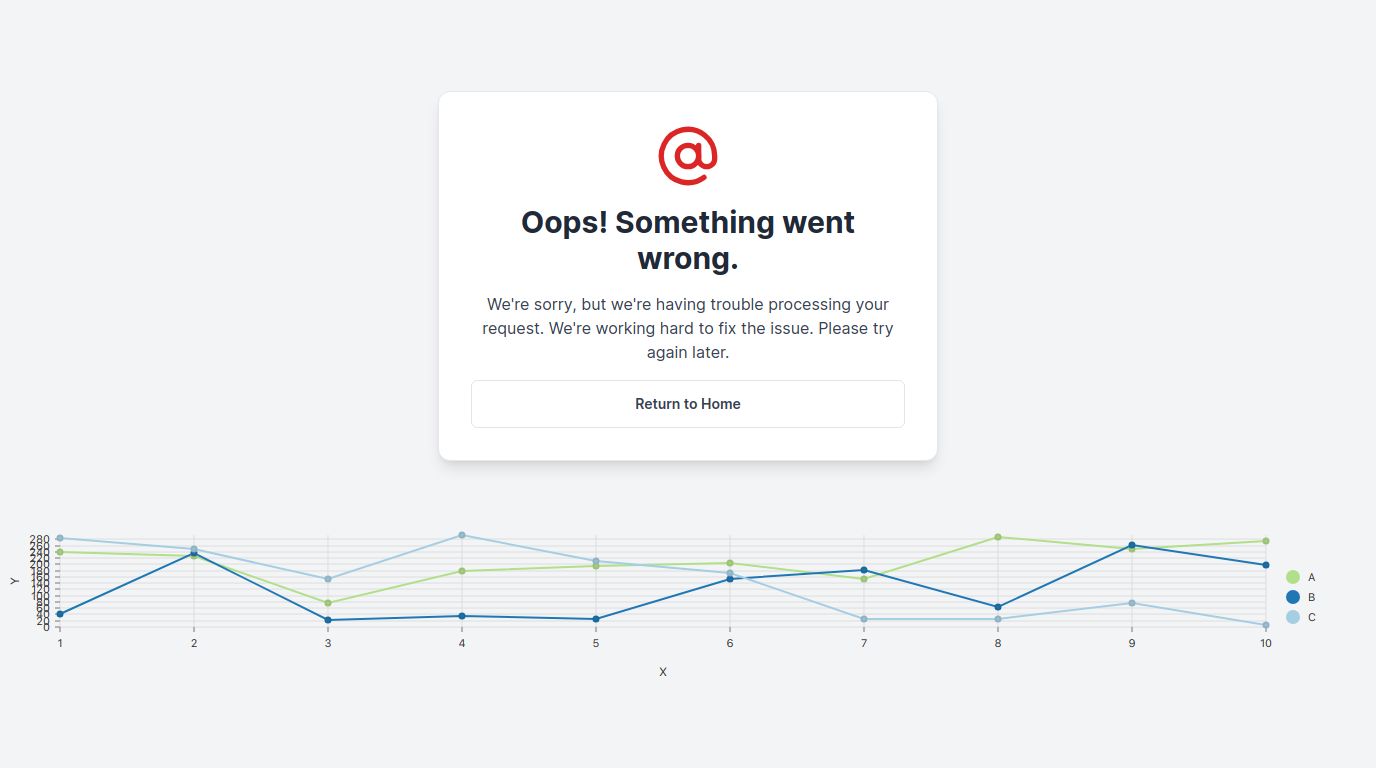 @
Oops! Something went
wrong.
We're sorry, but we're having trouble processing your
request. We're working hard to fix the issue. Please try
again later.
Return to Home
280
260
240
220
200
180
160
140
120
100
80
60
40
20
0
Y
1 2 3 4 5 6 7 8 9 10
X
A
B
C